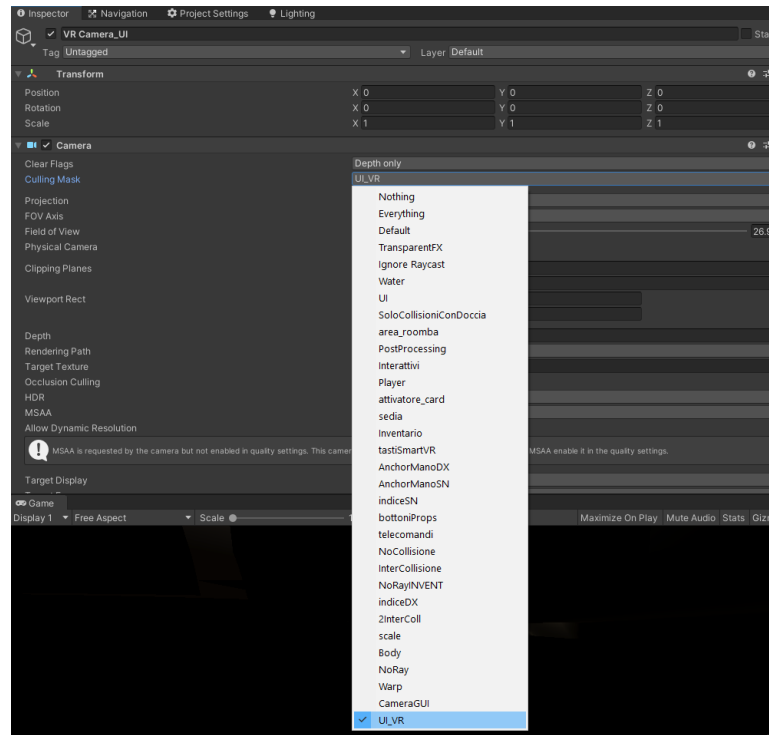 Inspector Navigation Project Settings Lighting
VR Camera_UI Sta
Tag Untagged Layer Default
Transform
Position X 0 Y 0 Z 0
Rotation X 0 Y 0 Z 0
Scale X 1 Y 1 Z 1
Camera
Clear Flags Depth only
Culling Mask UI_VR
Projection
FOV Axis
Field of View 26.9
Physical Camera
Clipping Planes
Viewport Rect
Depth
Rendering Path
Target Texture
Occlusion Culling
HDR
MSAA
Allow Dynamic Resolution
MSAA is requested by the camera but not enabled in quality settings. This camer MSAA enable it in the quality settings.
Target Display
Nothing
Everything
Default
TransparentFX
Ignore Raycast
Water
UI
SoloCollisioniConDoccia
area_roomba
PostProcessing
Interattivi
Player
attivatore_card
sedia
Inventario
tastiSmartVR
AnchorManoDX
AnchorManoSN
indiceSN
bottoniProps
telecomandi
NoCollisione
InterCollisione
NoRayINVENT
indiceDX
2InterColl
scale
Body
NoRay
Warp
CameraGUI
UI_VR
Game
Display 1 Free Aspect Scale 1 Maximize On Play Mute Audio Stats Giz